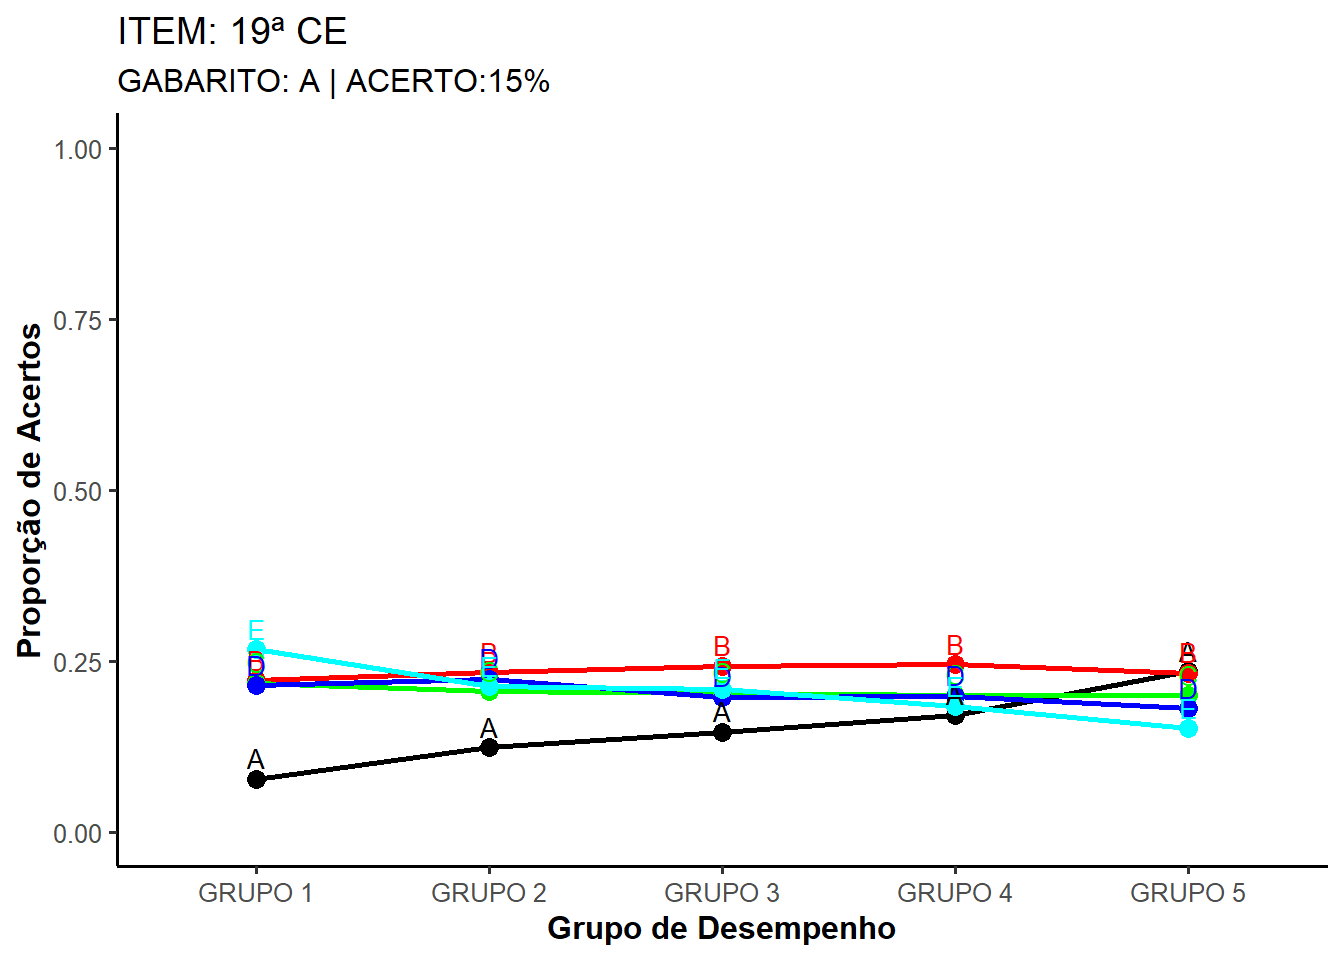 ITEM: 19ª CE
GABARITO: A | ACERTO:15%
1.00
0.75
0.50
0.25
0.00
Proporção de Acertos
E
D
A
B
D
E
A
B
E
D
A
B
D
E
A
A
B
D
E
GRUPO 1 GRUPO 2 GRUPO 3 GRUPO 4 GRUPO 5
Grupo de Desempenho